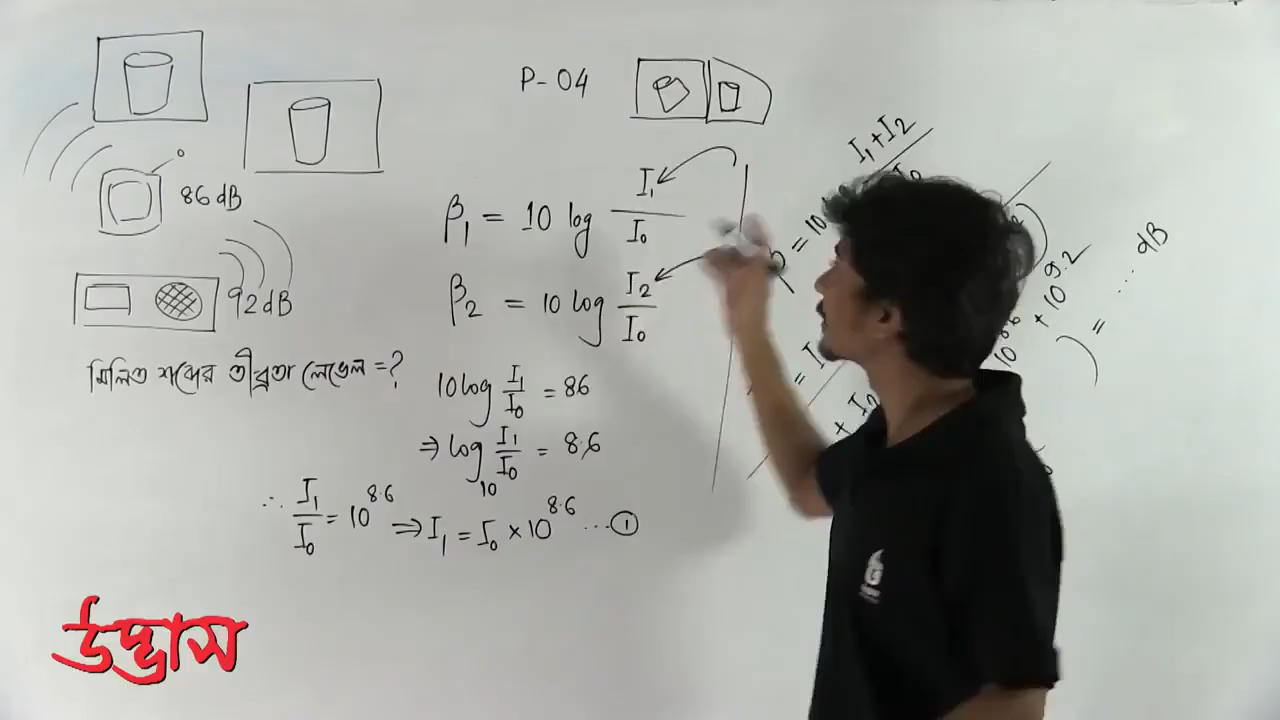 P-04
86 dB
92 dB
মিলিত শব্দের তীব্রতা লেভেল = ?
β₁ = 10 log I₁/I₀
β₂ = 10 log I₂/I₀
10 log I₁/I₀ = 86
⇒ log₁₀ I₁/I₀ = 8.6
∴ I₁/I₀ = 10^8.6 ⇒ I₁ = I₀ × 10^8.6 ... ①
I₁ + I₂
= 10
= I
+ I₂
+ 10^9.2
) = ... dB
উদ্ভাস